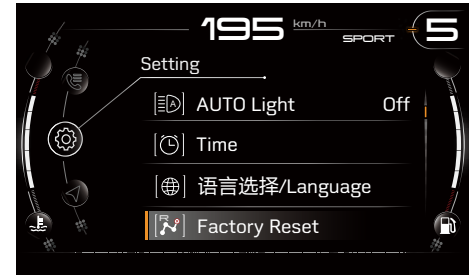 195 km/h SPORT 5
Setting
AUTO Light Off
Time
语言选择/Language
Factory Reset